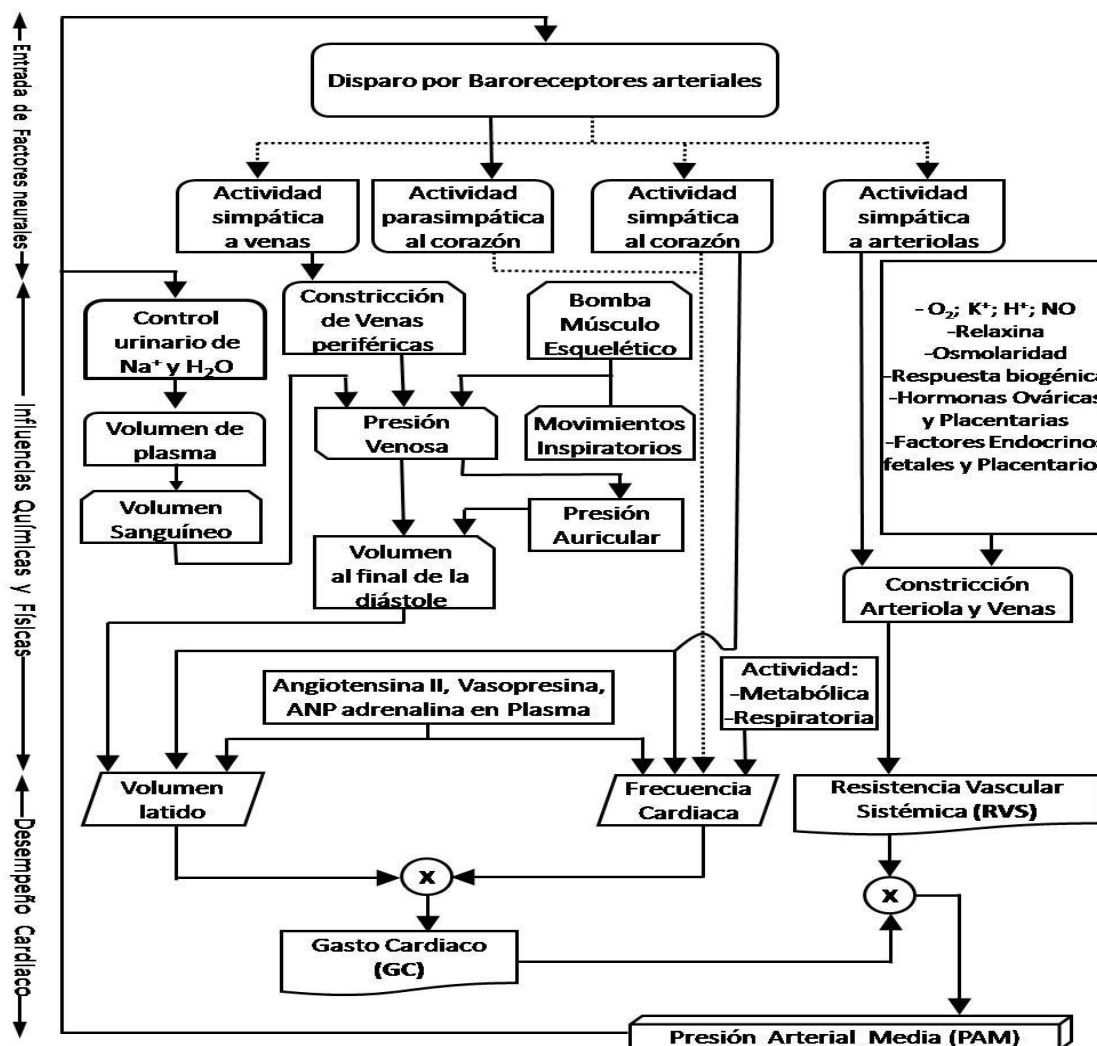 Entrada de Factores neurales
Influencias Químicas y Físicas
Desempeño Cardiaco
Disparo por Baroreceptores arteriales
Actividad
simpática
a venas
Actividad
parasimpática
al corazón
Actividad
simpática
al corazón
Actividad
simpática
a arteriolas
Control
urinario de
Na⁺ y H₂O
Constricción
de Venas
periféricas
Bomba
Músculo
Esquelético
- O₂; K⁺; H⁺; NO
-Relaxina
-Osmolaridad
-Respuesta biogénica
-Hormonas Ováricas
y Placentarias
-Factores Endocrinos
fetales y Placentario
Volumen de
plasma
Presión
Venosa
Movimientos
Inspiratorios
Volumen
Sanguíneo
Presión
Auricular
Volumen
al final de la
diástole
Constricción
Arteriola y Venas
Angiotensina II, Vasopresina,
ANP adrenalina en Plasma
Actividad:
-Metabólica
-Respiratoria
Volumen
latido
Frecuencia
Cardiaca
Resistencia Vascular
Sistémica (RVS)
X
X
Gasto Cardiaco
(GC)
Presión Arterial Media (PAM)